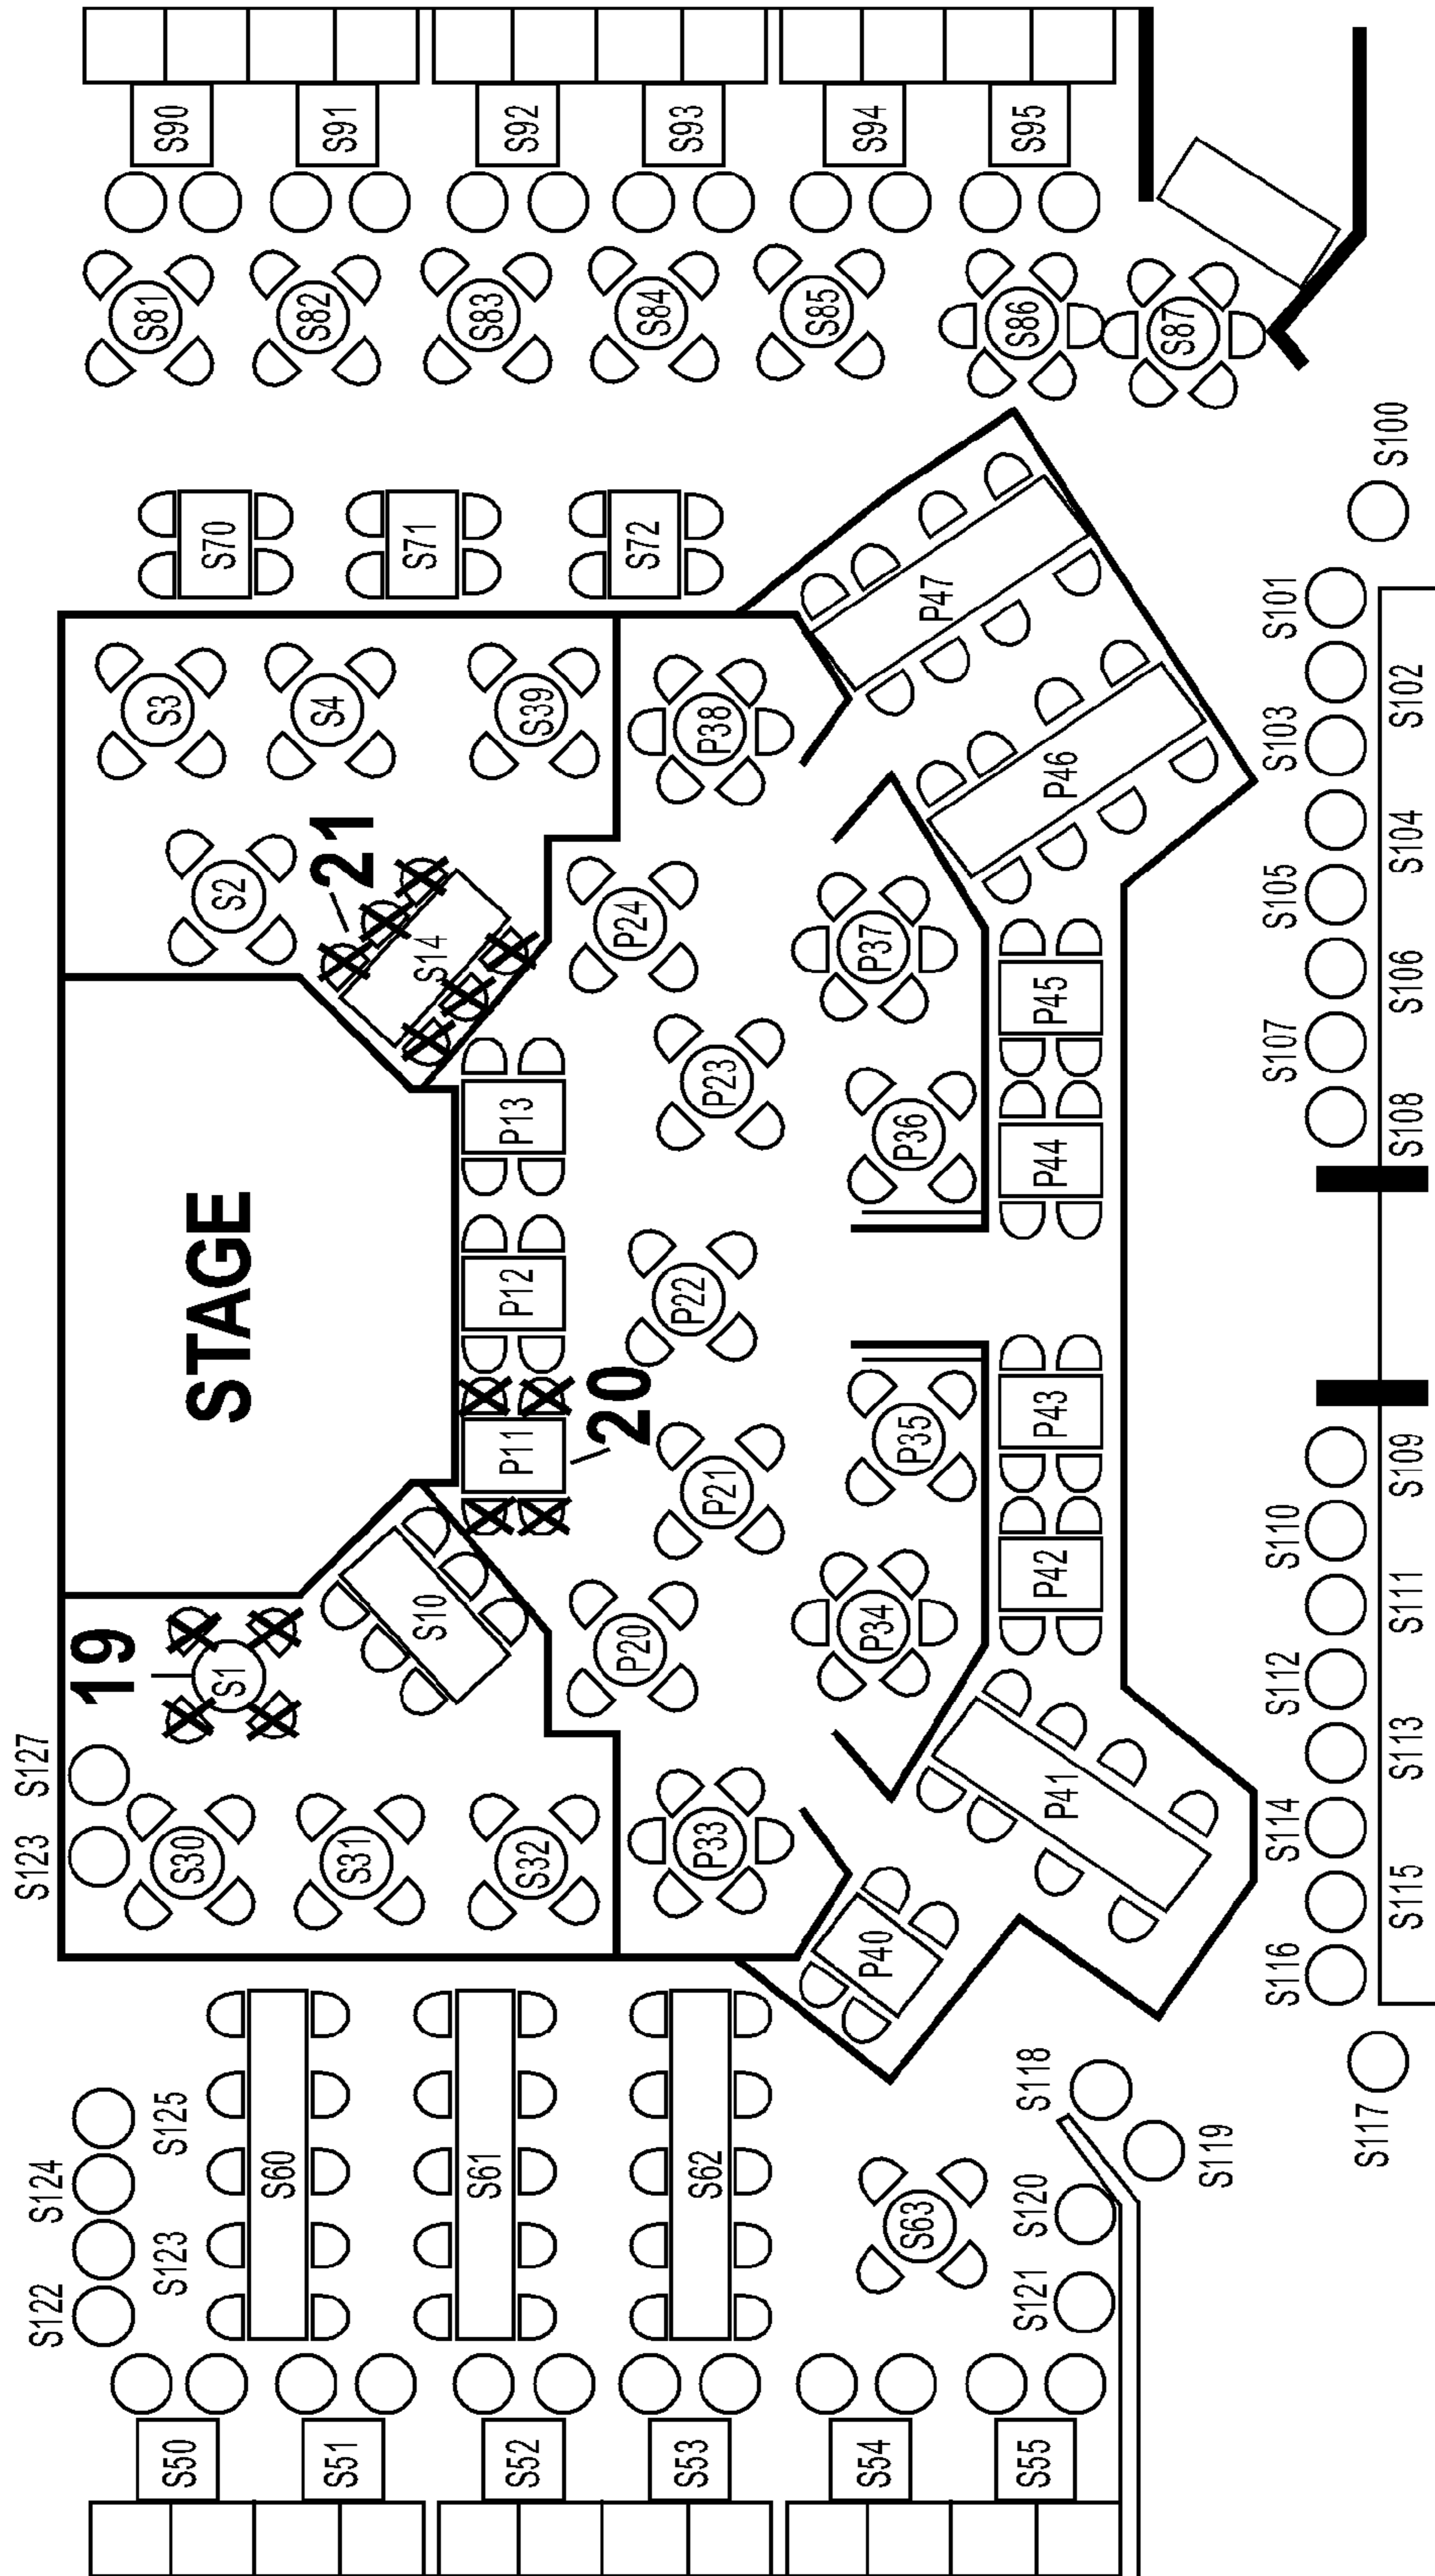 S90
S91
S92
S93
S94
S95
S81
S82
S83
S84
S85
S86
S87
S70
S71
S72
S100
S3
S4
S39
P38
P47
P46
S101
S102
S103
S104
S105
S106
S107
S108
S2
21
S14
P24
P37
P45
P13
P23
P36
P44
STAGE
P12
P22
P11
20
P21
P35
P43
P42
19
S1
S10
P20
P34
P41
S127
S123
S30
S31
S32
P33
P40
S109
S110
S111
S112
S113
S114
S115
S116
S117
S118
S119
S120
S121
S122
S123
S124
S125
S60
S61
S62
S63
S50
S51
S52
S53
S54
S55